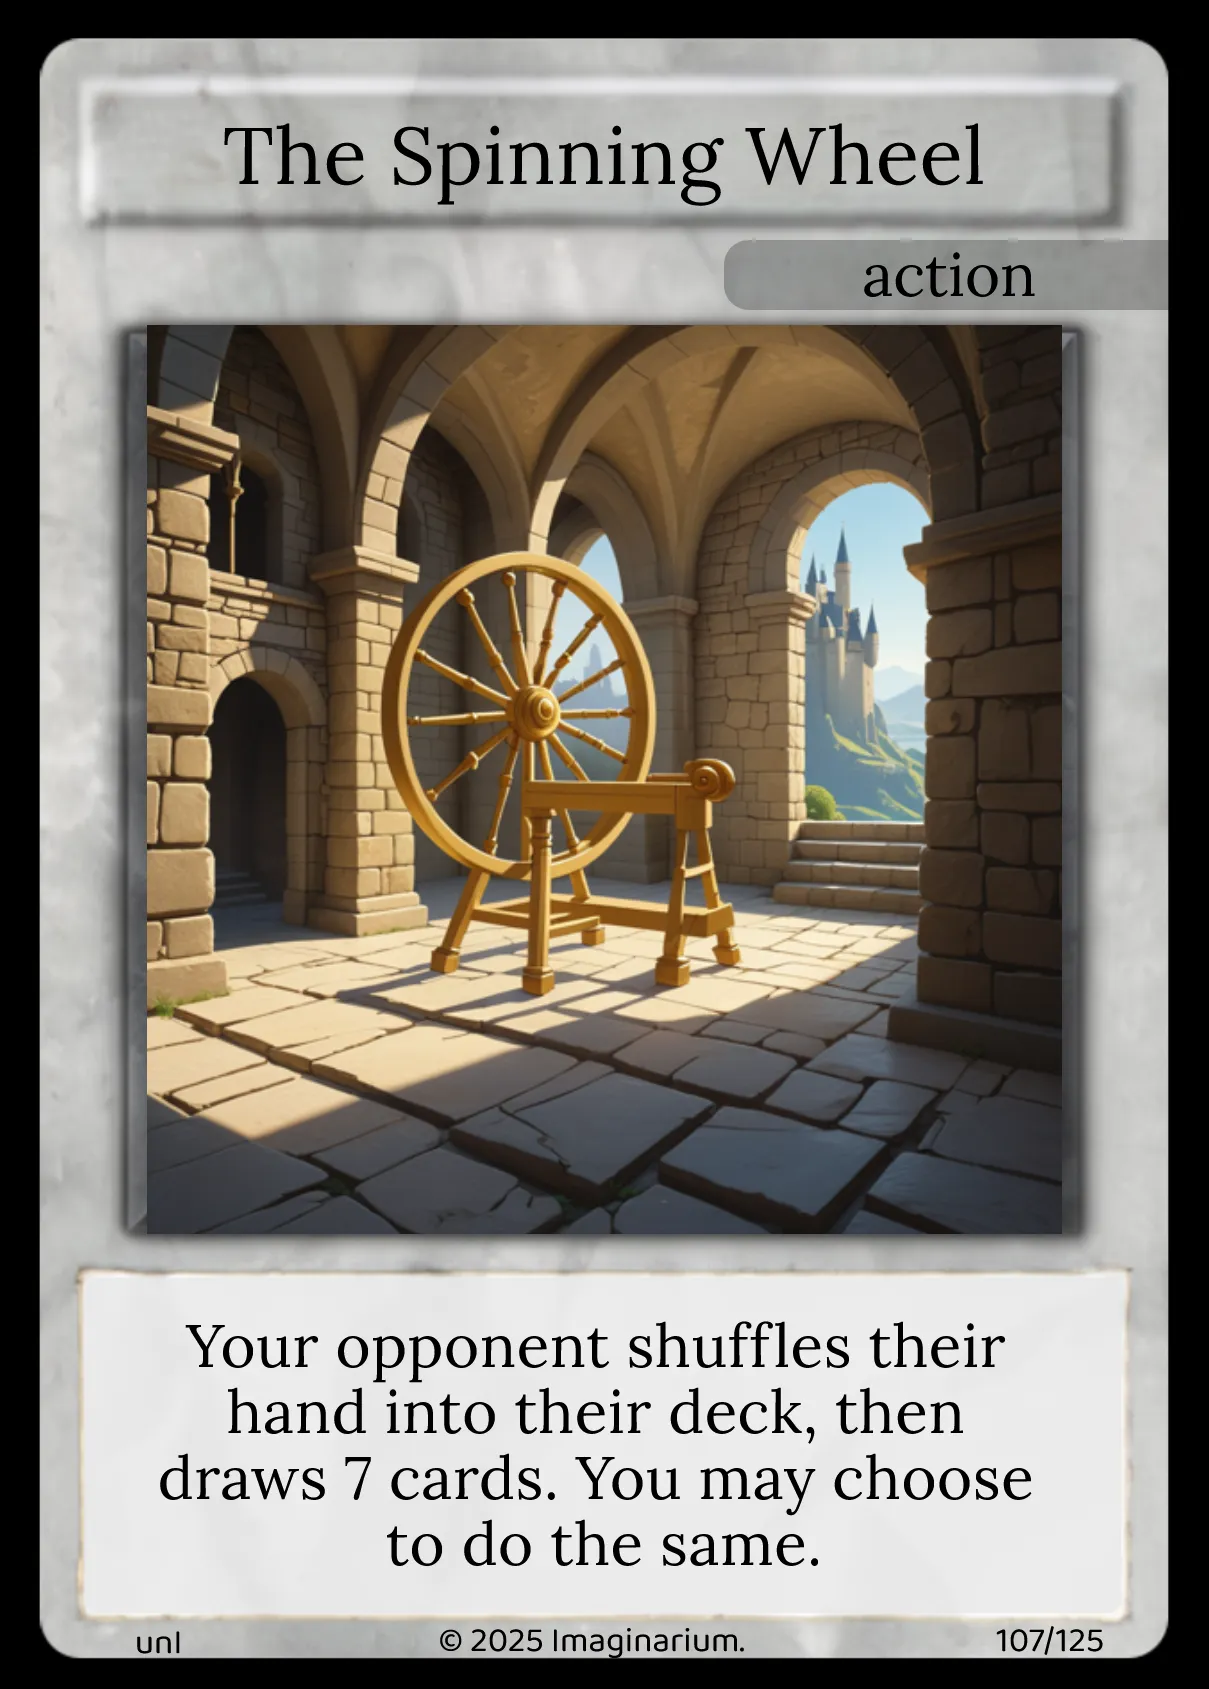 The Spinning Wheel
action
Your opponent shuffles their
hand into their deck, then
draws 7 cards. You may choose
to do the same.
unl © 2025 Imaginarium. 107/125